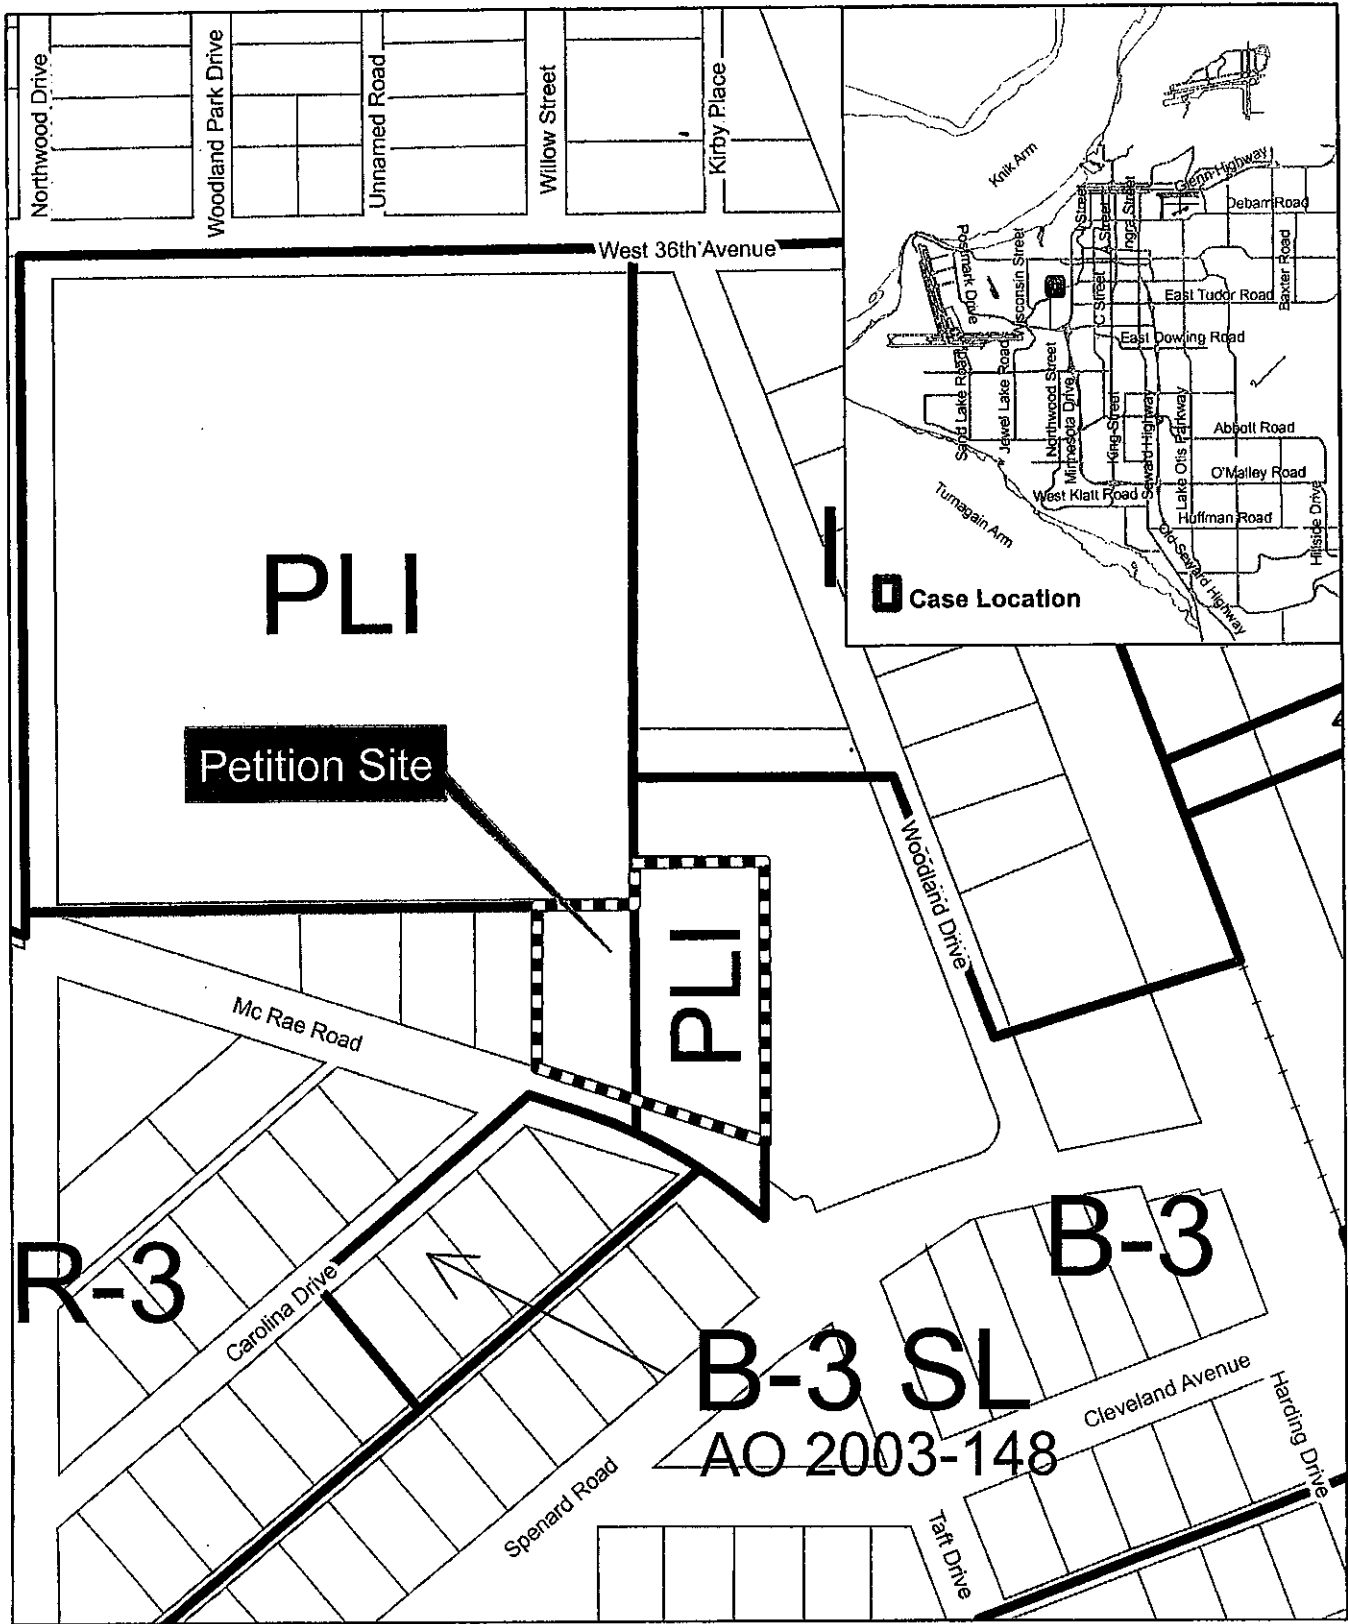 Northwood Drive
Woodland Park Drive
Unnamed Road
Willow Street
Kirby Place
West 36th Avenue
Knik Arm
Glenn Highway
Debarr Road
Street
A Street
Ingra Street
Postmark Drive
Wisconsin Street
C Street
East Tudor Road
Baxter Road
East Dowling Road
Sand Lake Road
Jewel Lake Road
Northwood Street
Minnesota Drive
King Street
Seward Highway
Lake Otis Parkway
Abbott Road
O'Malley Road
West Klatt Road
Huffman Road
Hillside Drive
Old Seward Highway
Turnagain Arm
Case Location
PLI
Petition Site
Woodland Drive
PLI
Mc Rae Road
R-3
Carolina Drive
B-3
B-3 SL
AO 2003-148
Cleveland Avenue
Harding Drive
Spenard Road
Taft Drive